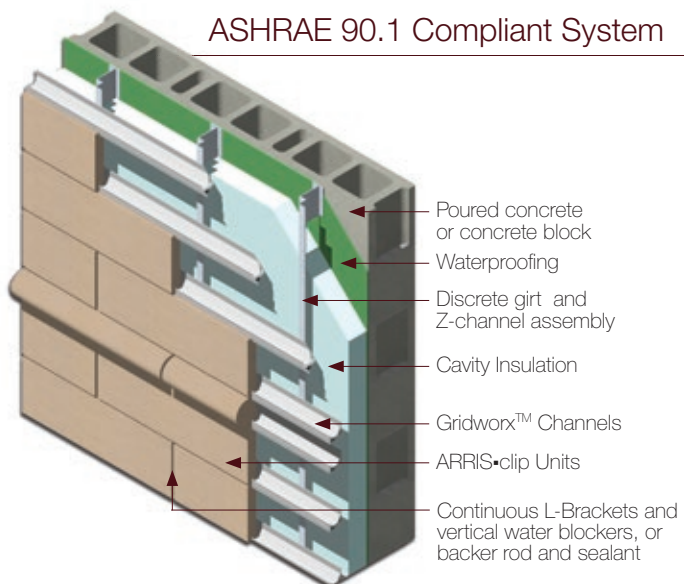 ASHRAE 90.1 Compliant System
Poured concrete
or concrete block
Waterproofing
Discrete girt and
Z-channel assembly
Cavity Insulation
Gridworx™ Channels
ARRIS▪clip Units
Continuous L-Brackets and
vertical water blockers, or
backer rod and sealant